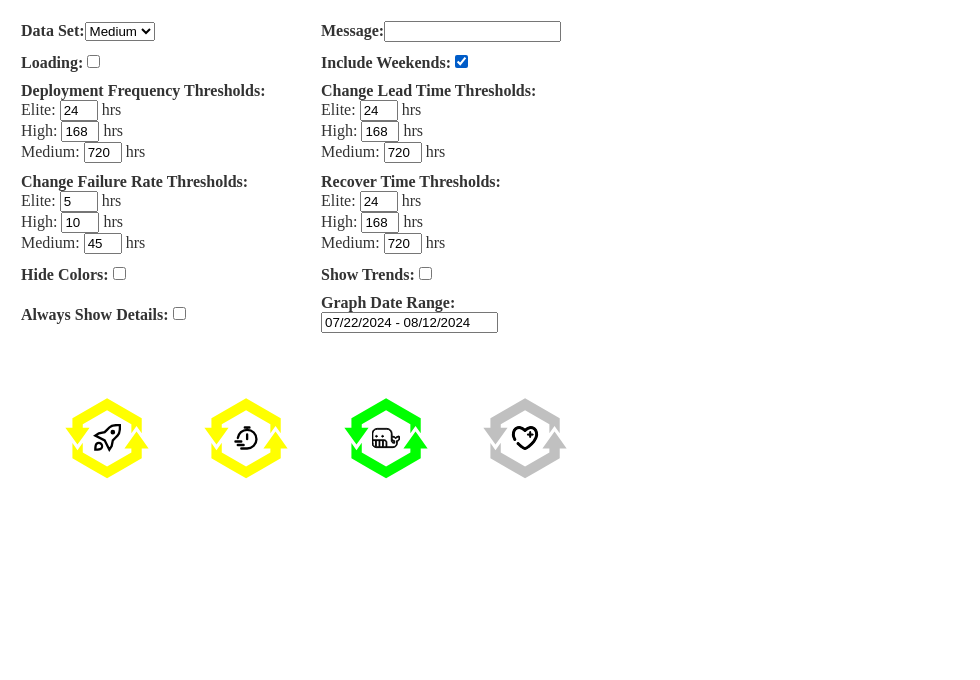 Data Set: Medium
Message:
Loading:
Include Weekends:
Deployment Frequency Thresholds:
Elite: 24 hrs
High: 168 hrs
Medium: 720 hrs
Change Lead Time Thresholds:
Elite: 24 hrs
High: 168 hrs
Medium: 720 hrs
Change Failure Rate Thresholds:
Elite: 5 hrs
High: 10 hrs
Medium: 45 hrs
Recover Time Thresholds:
Elite: 24 hrs
High: 168 hrs
Medium: 720 hrs
Hide Colors:
Show Trends:
Always Show Details:
Graph Date Range:
07/22/2024 - 08/12/2024